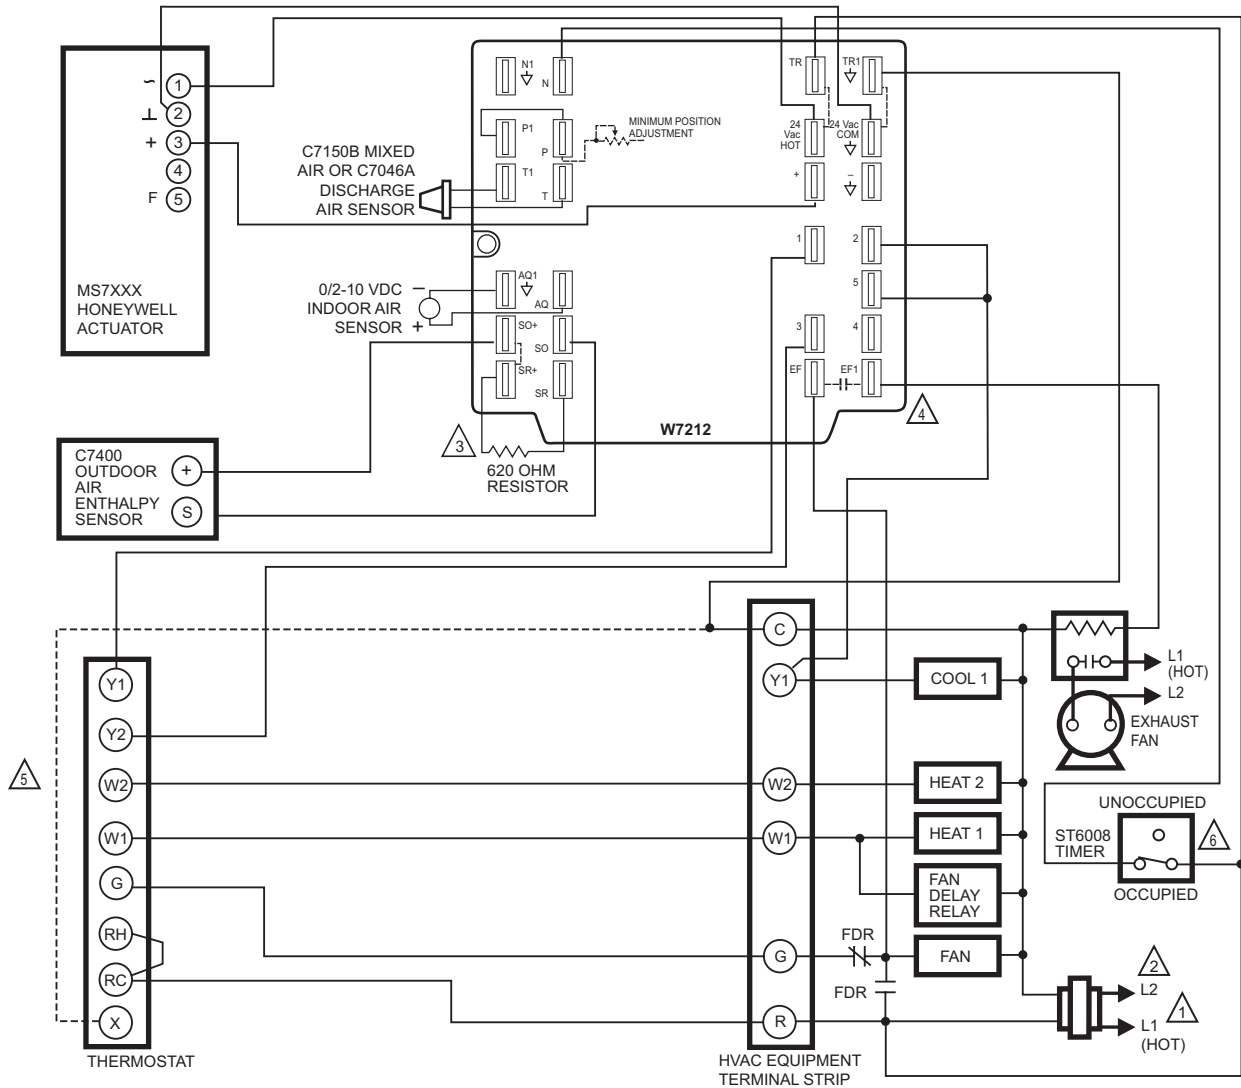 ~
1
⊥
2
+
3
4
F
5
MS7XXX
HONEYWELL
ACTUATOR
N1
N
P1
P
MINIMUM POSITION
ADJUSTMENT
T1
T
C7150B MIXED
AIR OR C7046A
DISCHARGE
AIR SENSOR
TR
TR1
24
Vac
HOT
24 Vac
COM
+
–
1
2
5
3
4
EF
EF1
0/2-10 VDC
INDOOR AIR
SENSOR
–
+
AQ1
AQ
SO+
SO
SR+
SR
W7212
3
620 OHM
RESISTOR
4
C7400
OUTDOOR
AIR
ENTHALPY
SENSOR
+
S
5
Y1
Y2
W2
W1
G
RH
RC
X
THERMOSTAT
C
Y1
W2
W1
G
R
HVAC EQUIPMENT
TERMINAL STRIP
COOL 1
HEAT 2
HEAT 1
FAN
DELAY
RELAY
FDR
FAN
FDR
L1
(HOT)
L2
EXHAUST
FAN
UNOCCUPIED
ST6008
TIMER
6
OCCUPIED
2
L2
1
L1
(HOT)